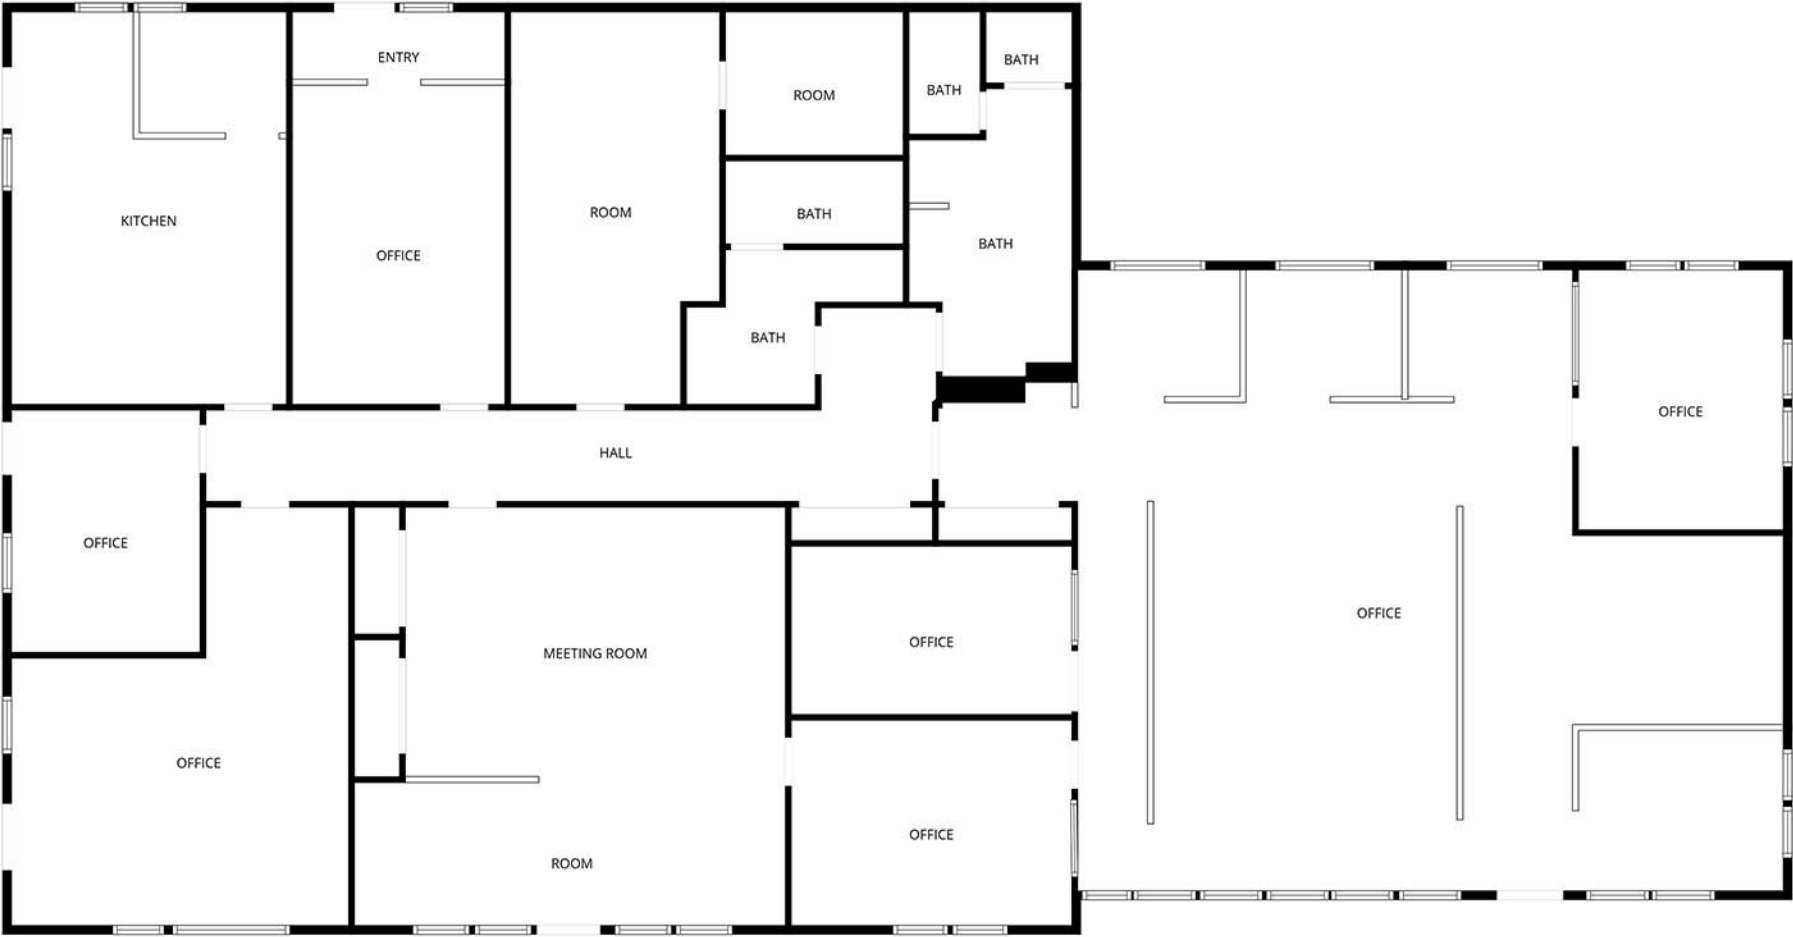 ENTRY
BATH
BATH
ROOM
ROOM
BATH
KITCHEN
BATH
OFFICE
BATH
OFFICE
HALL
OFFICE
OFFICE
OFFICE
MEETING ROOM
OFFICE
OFFICE
ROOM